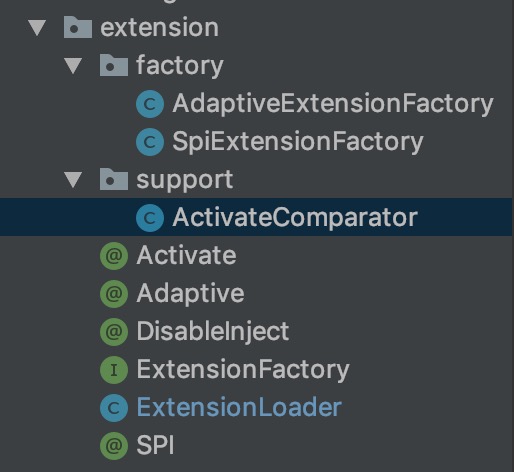 extension
factory
C AdaptiveExtensionFactory
C SpiExtensionFactory
support
C ActivateComparator
@ Activate
@ Adaptive
@ DisableInject
I ExtensionFactory
C ExtensionLoader
@ SPI